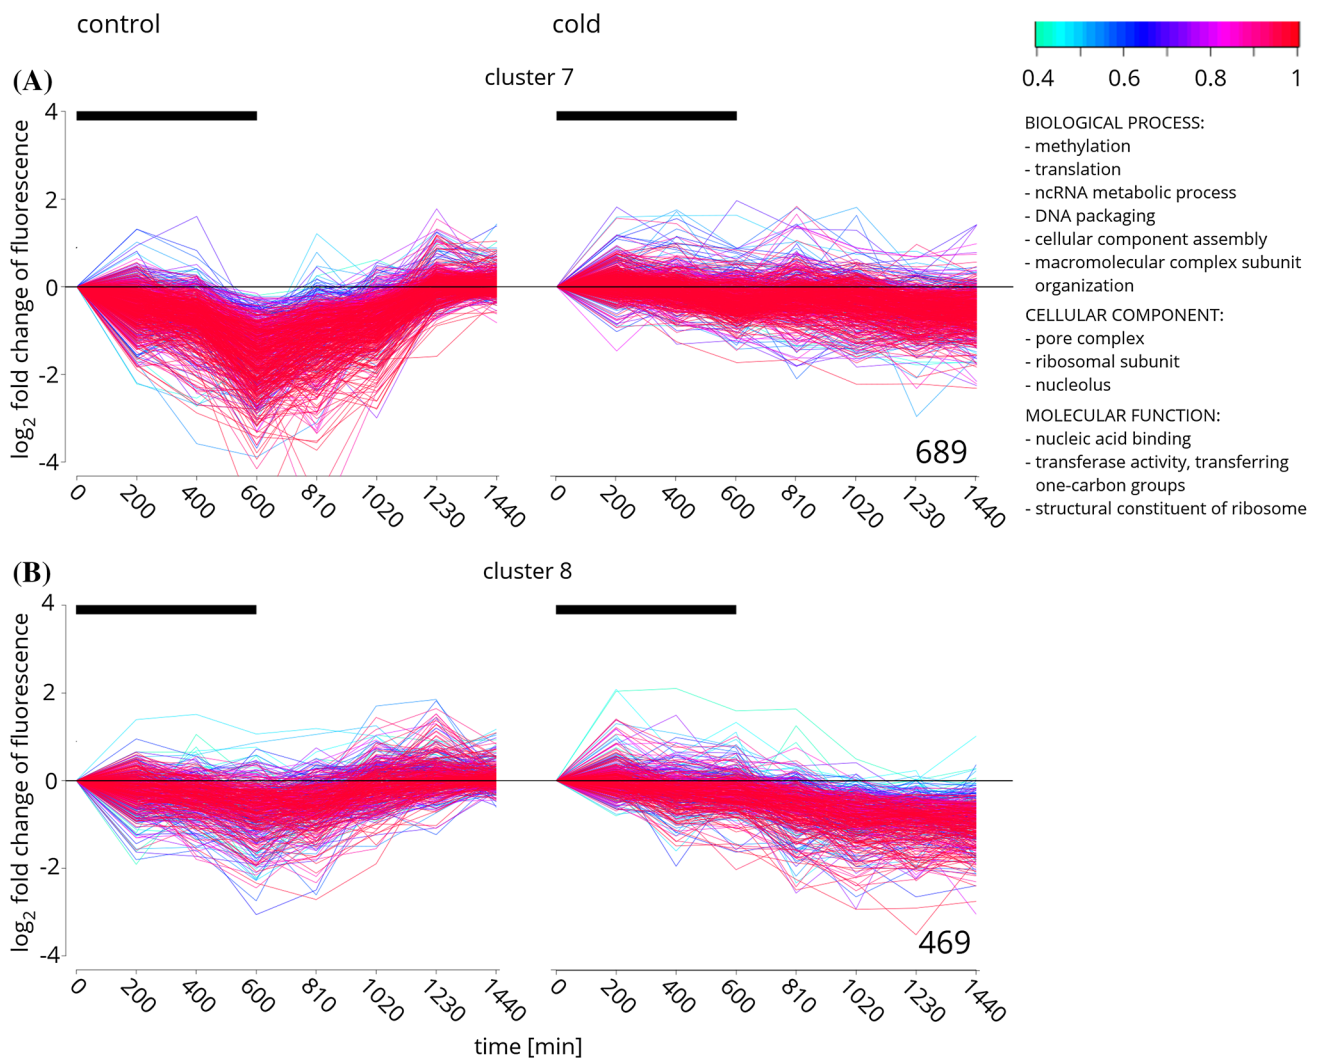 control
cold
0.4 0.6 0.8 1
(A)
cluster 7
log2 fold change of fluorescence
4
2
0
-2
-4
689
0 200 400 600 810 1020 1230 1440
0 200 400 600 810 1020 1230 1440
BIOLOGICAL PROCESS:
- methylation
- translation
- ncRNA metabolic process
- DNA packaging
- cellular component assembly
- macromolecular complex subunit
organization
CELLULAR COMPONENT:
- pore complex
- ribosomal subunit
- nucleolus
MOLECULAR FUNCTION:
- nucleic acid binding
- transferase activity, transferring
one-carbon groups
- structural constituent of ribosome
(B)
cluster 8
log2 fold change of fluorescence
4
2
0
-2
-4
469
0 200 400 600 810 1020 1230 1440
0 200 400 600 810 1020 1230 1440
time [min]